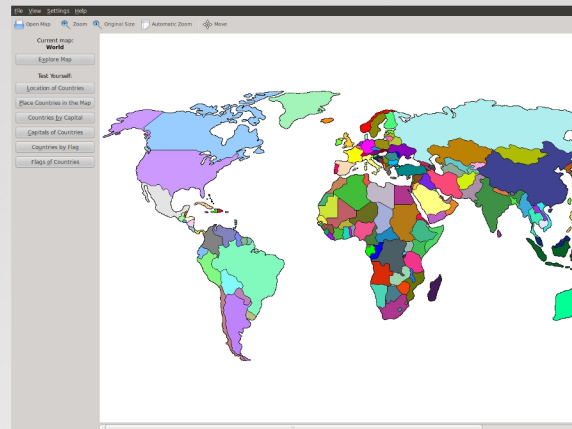 File View Settings Help
Open Map Zoom Original Size Automatic Zoom Move
Current map:
World
Explore Map
Test Yourself:
Location of Countries
Place Countries in the Map
Countries by Capital
Capitals of Countries
Countries by Flag
Flags of Countries